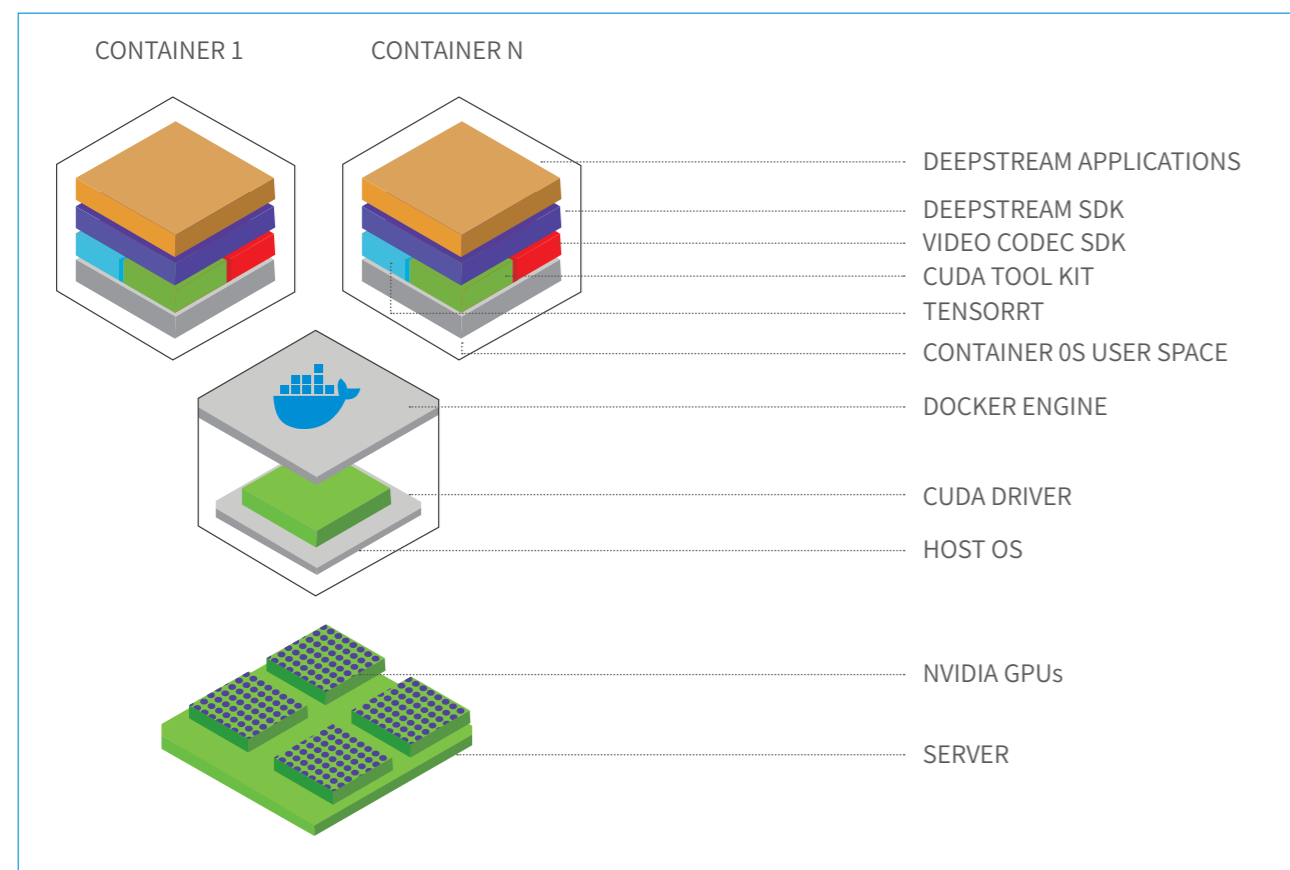 CONTAINER 1
CONTAINER N
DEEPSTREAM APPLICATIONS
DEEPSTREAM SDK
VIDEO CODEC SDK
CUDA TOOL KIT
TENSORRT
CONTAINER 0S USER SPACE
DOCKER ENGINE
CUDA DRIVER
HOST OS
NVIDIA GPUs
SERVER